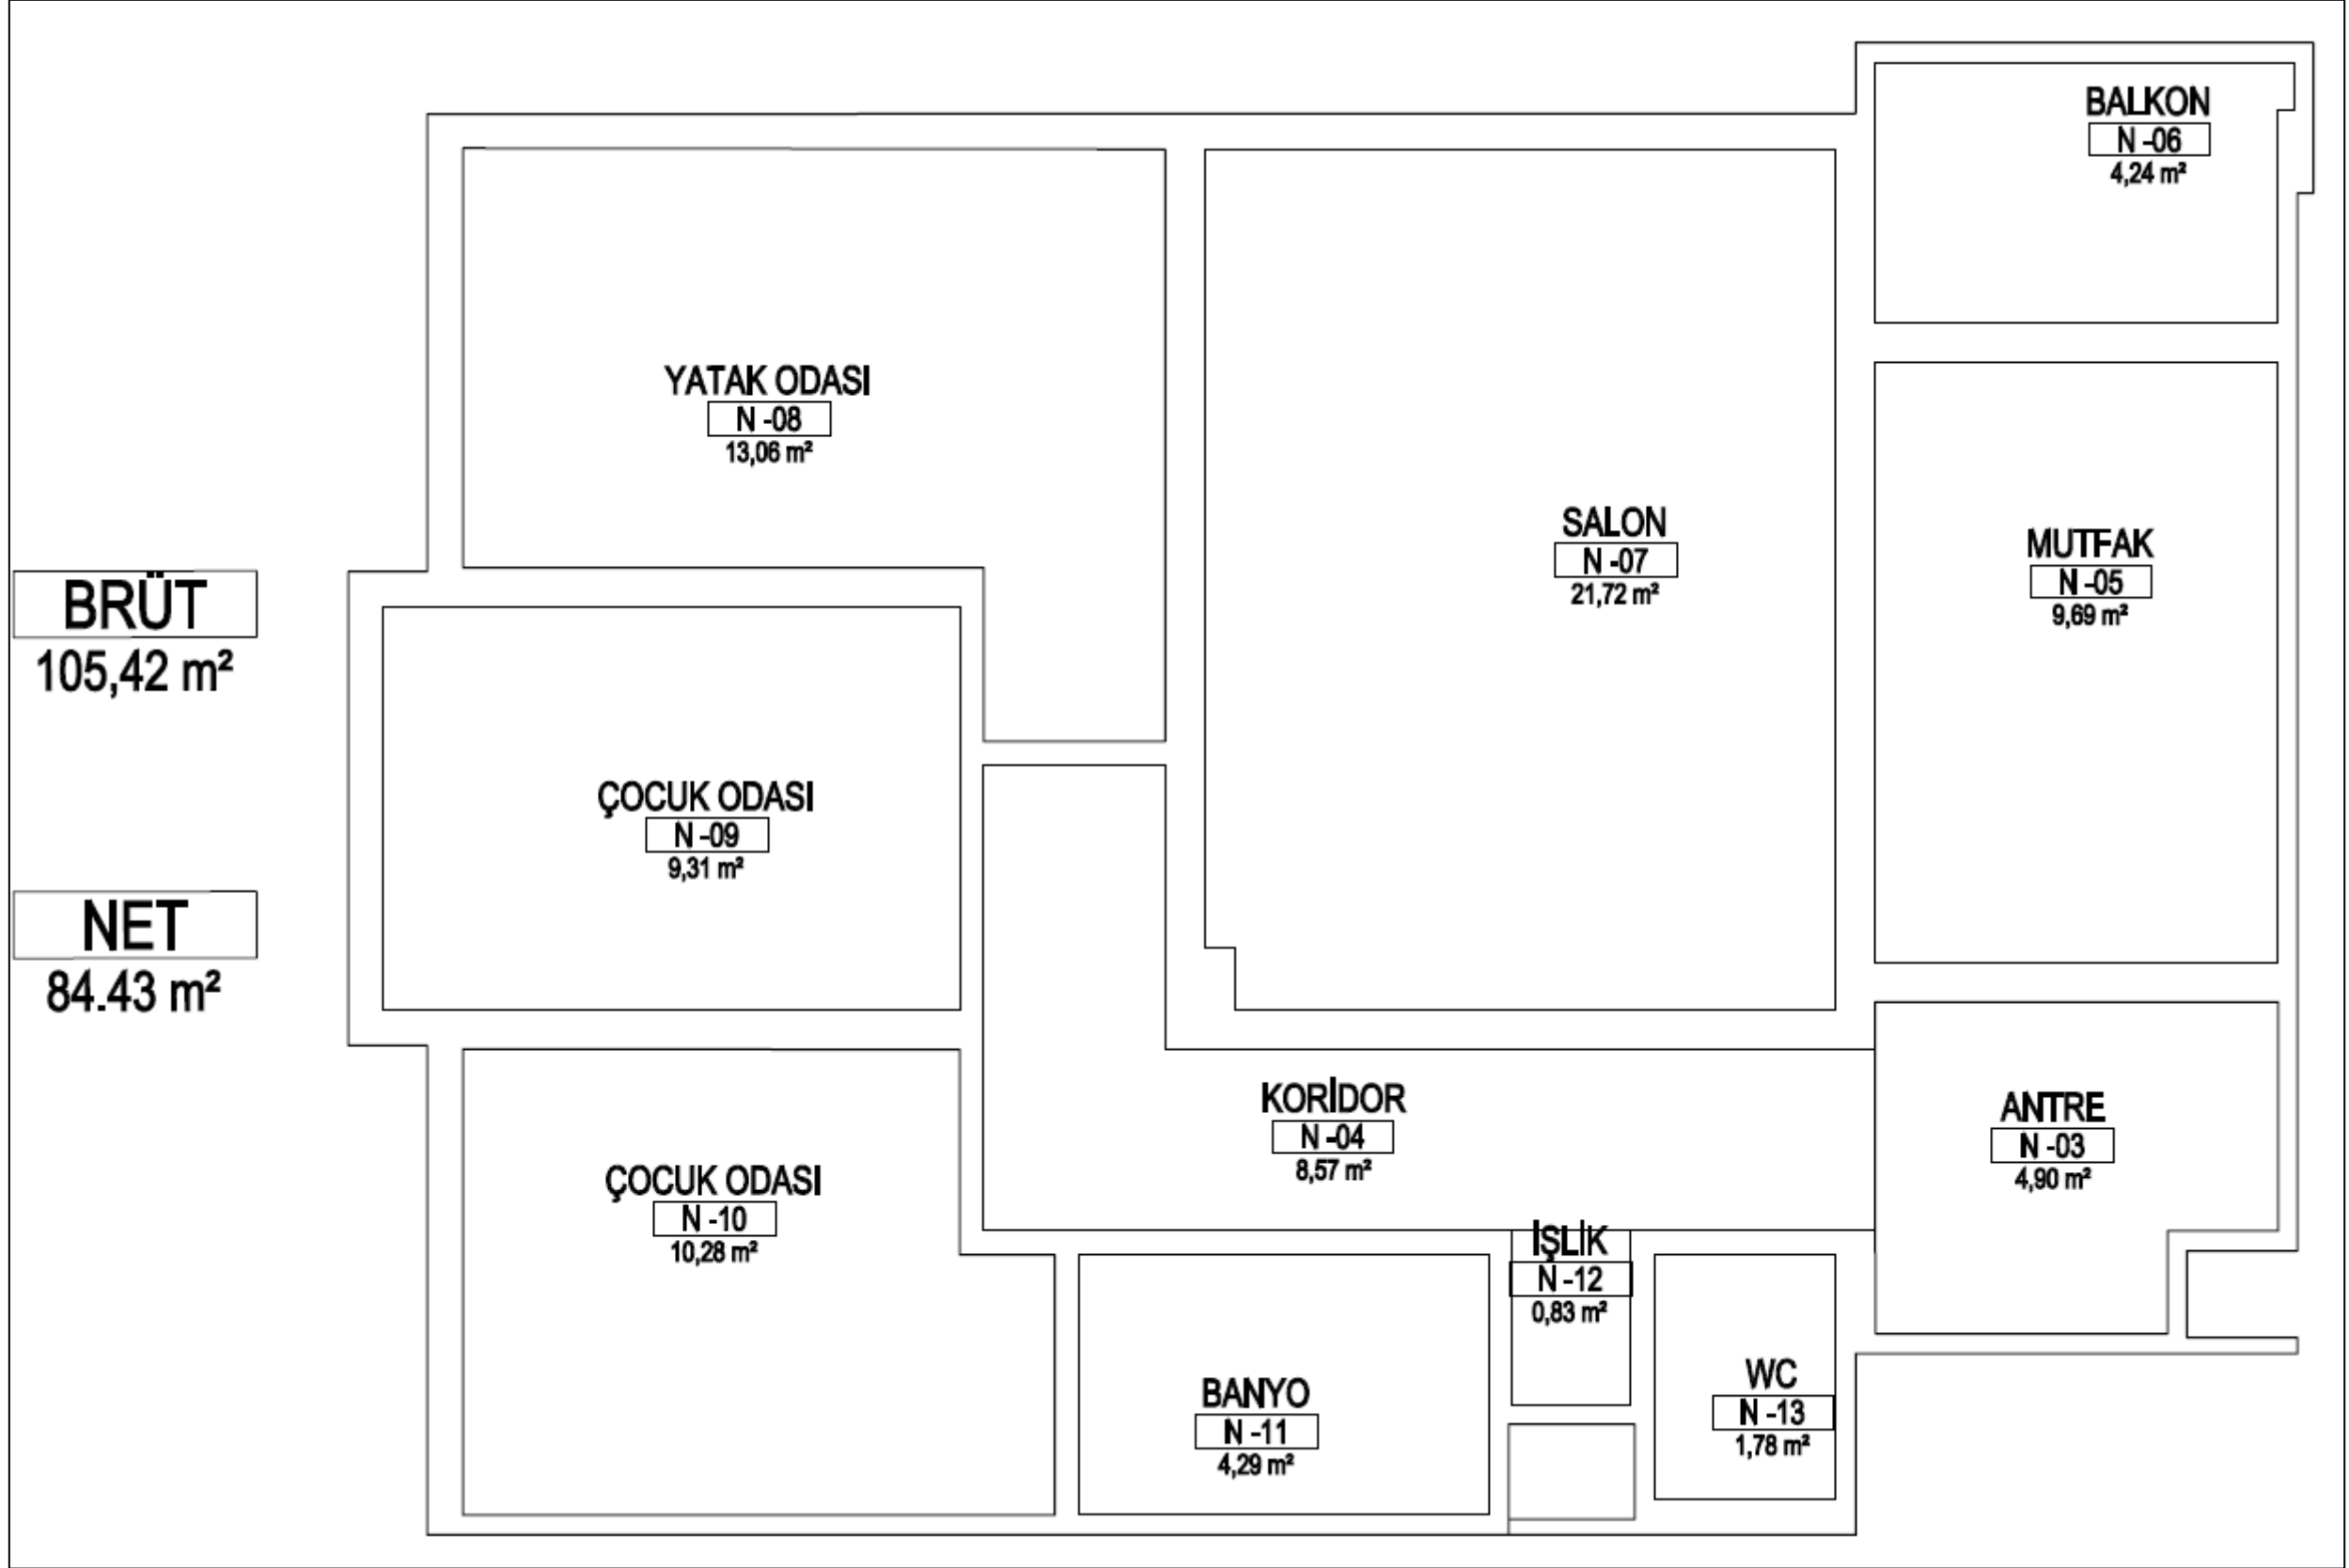 BALKON
N -06
4,24 m²
YATAK ODASI
N -08
13,06 m²
SALON
N -07
21,72 m²
MUTFAK
N -05
9,69 m²
BRÜT
105,42 m²
ÇOCUK ODASI
N -09
9,31 m²
NET
84.43 m²
KORİDOR
N -04
8,57 m²
ANTRE
N -03
4,90 m²
ÇOCUK ODASI
N -10
10,28 m²
İŞLİK
N -12
0,83 m²
BANYO
N -11
4,29 m²
WC
N -13
1,78 m²